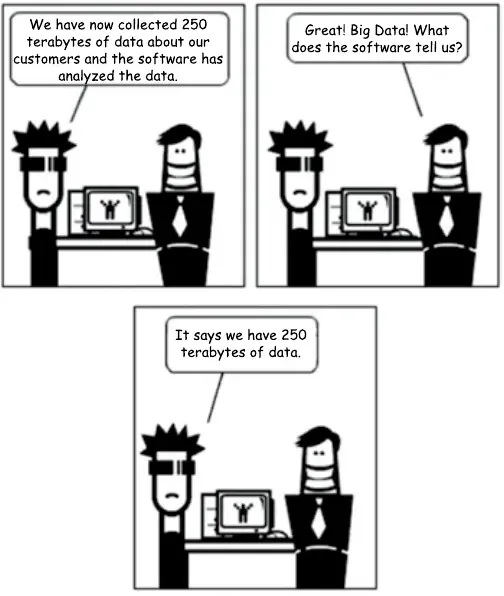 We have now collected 250
terabytes of data about our
customers and the software has
analyzed the data.
Great! Big Data! What
does the software tell us?
It says we have 250
terabytes of data.